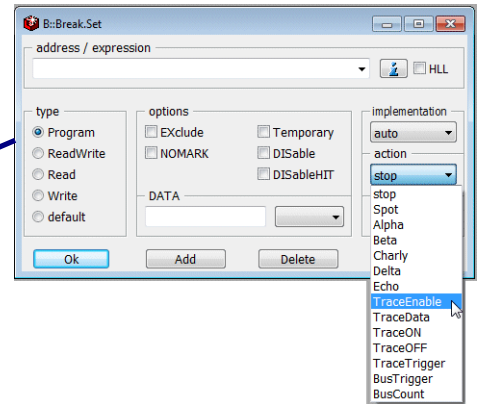 B::Break.Set
address / expression
HLL
type
Program
ReadWrite
Read
Write
default
options
EXclude
NOMARK
Temporary
DISable
DISableHIT
DATA
implementation
auto
action
stop
stop
Spot
Alpha
Beta
Charly
Delta
Echo
TraceEnable
TraceData
TraceON
TraceOFF
TraceTrigger
BusTrigger
BusCount
Ok
Add
Delete